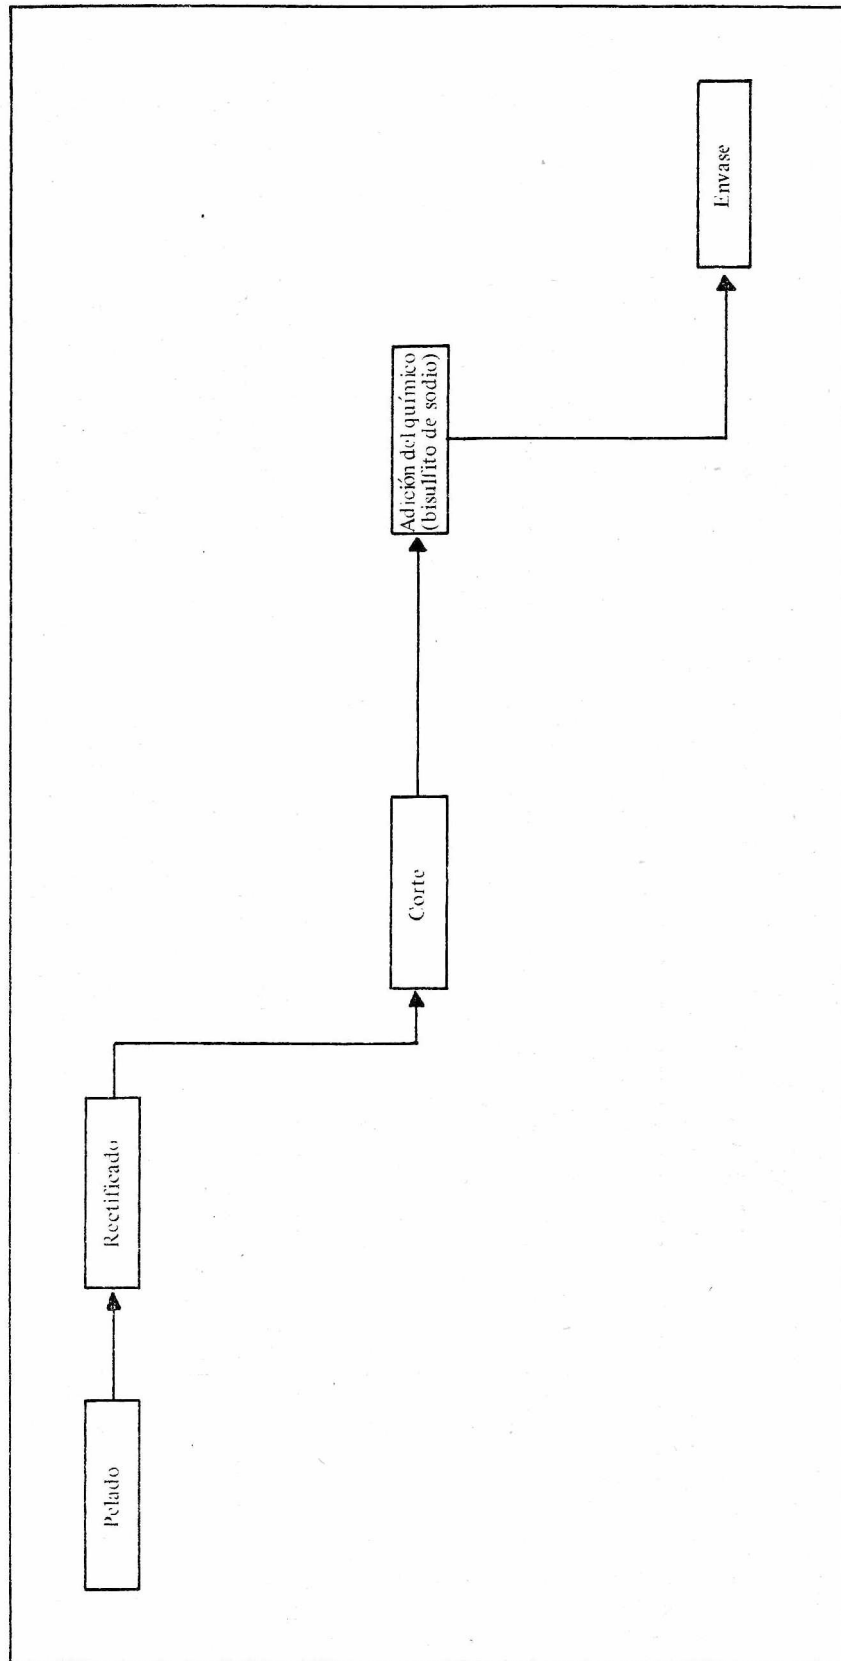 Pelado
Rectificado
Corte
Adición del químico
(bisulfito de sodio)
Envase